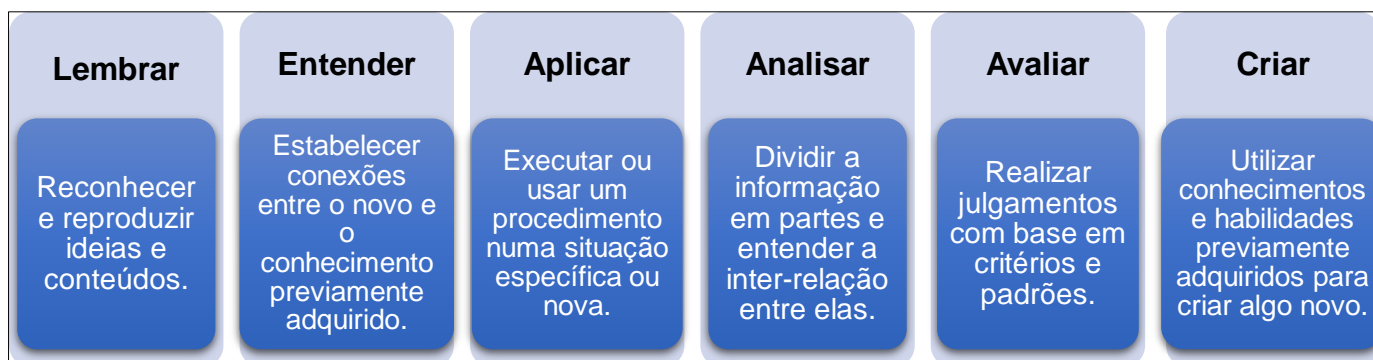 Lembrar
Reconhecer
e reproduzir
ideias e
conteúdos.
Entender
Estabelecer
conexões
entre o novo e
o
conhecimento
previamente
adquirido.
Aplicar
Executar ou
usar um
procedimento
numa situação
específica ou
nova.
Analisar
Dividir a
informação
em partes e
entender a
inter-relação
entre elas.
Avaliar
Realizar
julgamentos
com base em
critérios e
padrões.
Criar
Utilizar
conhecimentos
e habilidades
previamente
adquiridos para
criar algo novo.